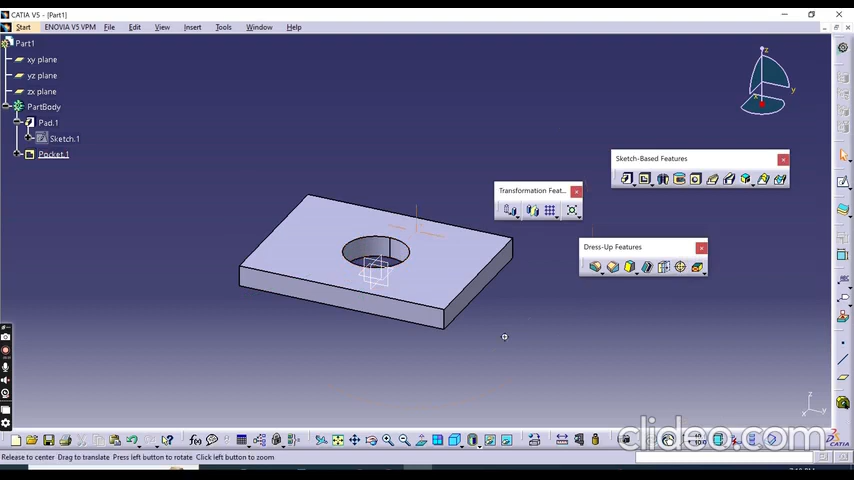 CATIA V5 - [Part1]
Start ENOVIA V5 VPM File Edit View Insert Tools Window Help
Part1
xy plane
yz plane
zx plane
PartBody
Pad.1
Sketch.1
Pocket.1
z
y
x
Sketch-Based Features
Transformation Feat...
Dress-Up Features
z
x y
clideo.com
CATIA
Release to center Drag to translate Press left button to rotate Click left button to zoom